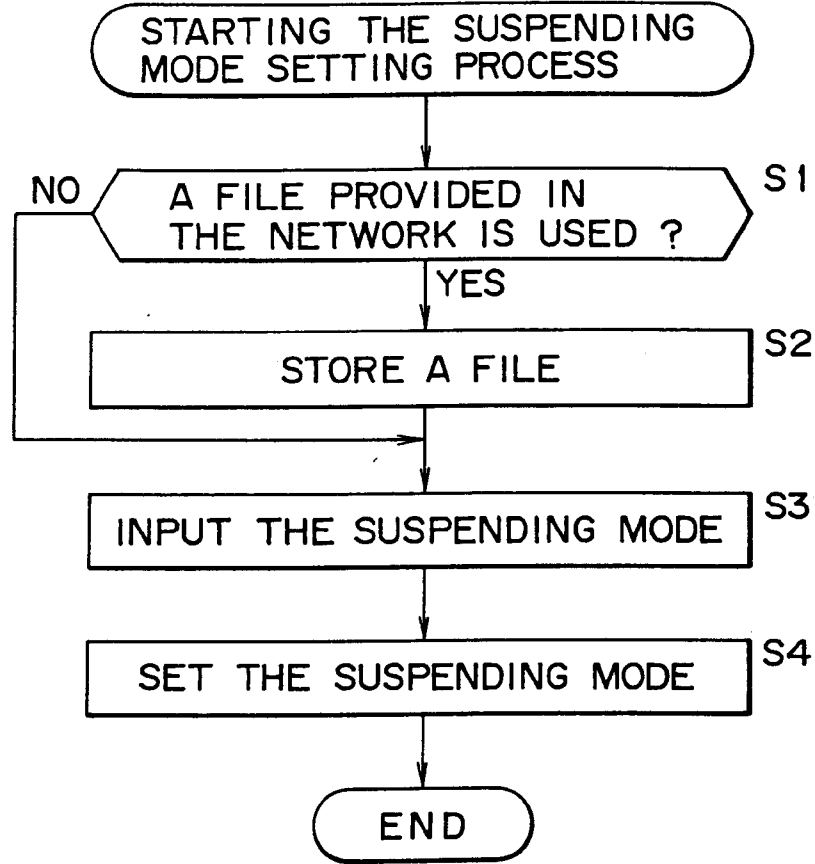 STARTING THE SUSPENDING
MODE SETTING PROCESS
S1
NO
A FILE PROVIDED IN
THE NETWORK IS USED ?
YES
S2
STORE A FILE
S3
INPUT THE SUSPENDING MODE
S4
SET THE SUSPENDING MODE
END